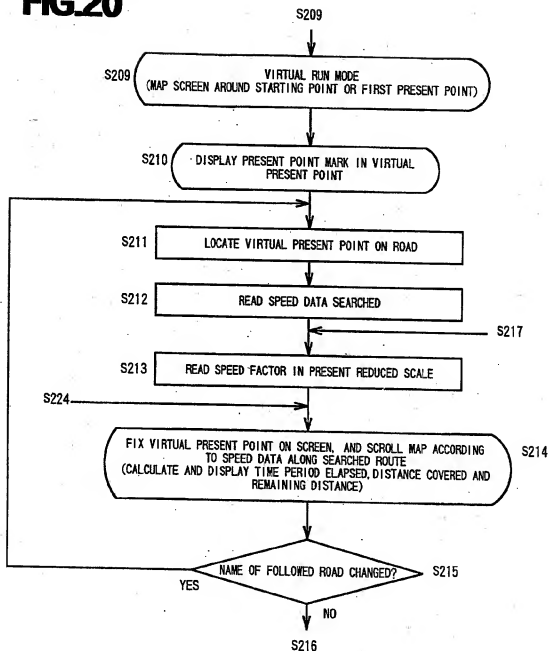 FIG.20
S209
S209
VIRTUAL RUN MODE
(MAP SCREEN AROUND STARTING POINT OR FIRST PRESENT POINT)
S210
DISPLAY PRESENT POINT MARK IN VIRTUAL
PRESENT POINT
S211
LOCATE VIRTUAL PRESENT POINT ON ROAD
S212
READ SPEED DATA SEARCHED
S217
S213
READ SPEED FACTOR IN PRESENT REDUCED SCALE
S224
S214
FIX VIRTUAL PRESENT POINT ON SCREEN, AND SCROLL MAP ACCORDING
TO SPEED DATA ALONG SEARCHED ROUTE
(CALCULATE AND DISPLAY TIME PERIOD ELAPSED, DISTANCE COVERED AND
REMAINING DISTANCE)
NAME OF FOLLOWED ROAD CHANGED?
S215
YES
NO
S216